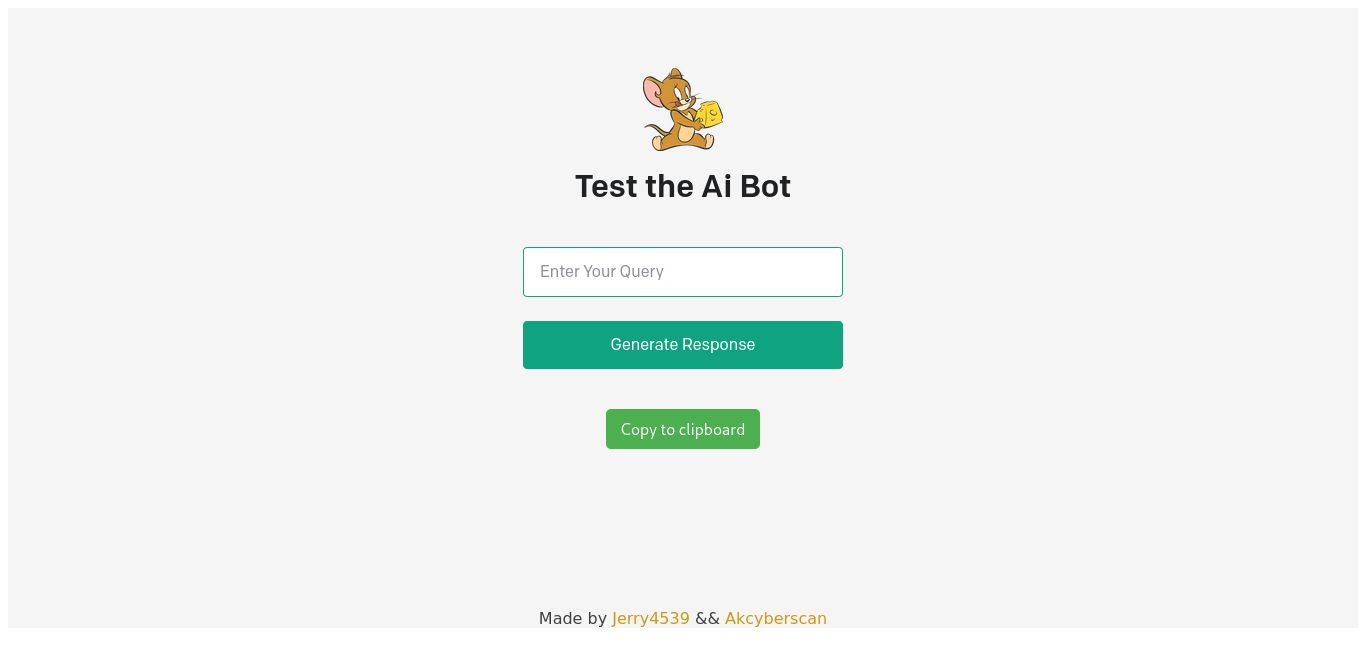 Test the Ai Bot
Enter Your Query
Generate Response
Copy to clipboard
Made by Jerry4539 && Akcyberscan